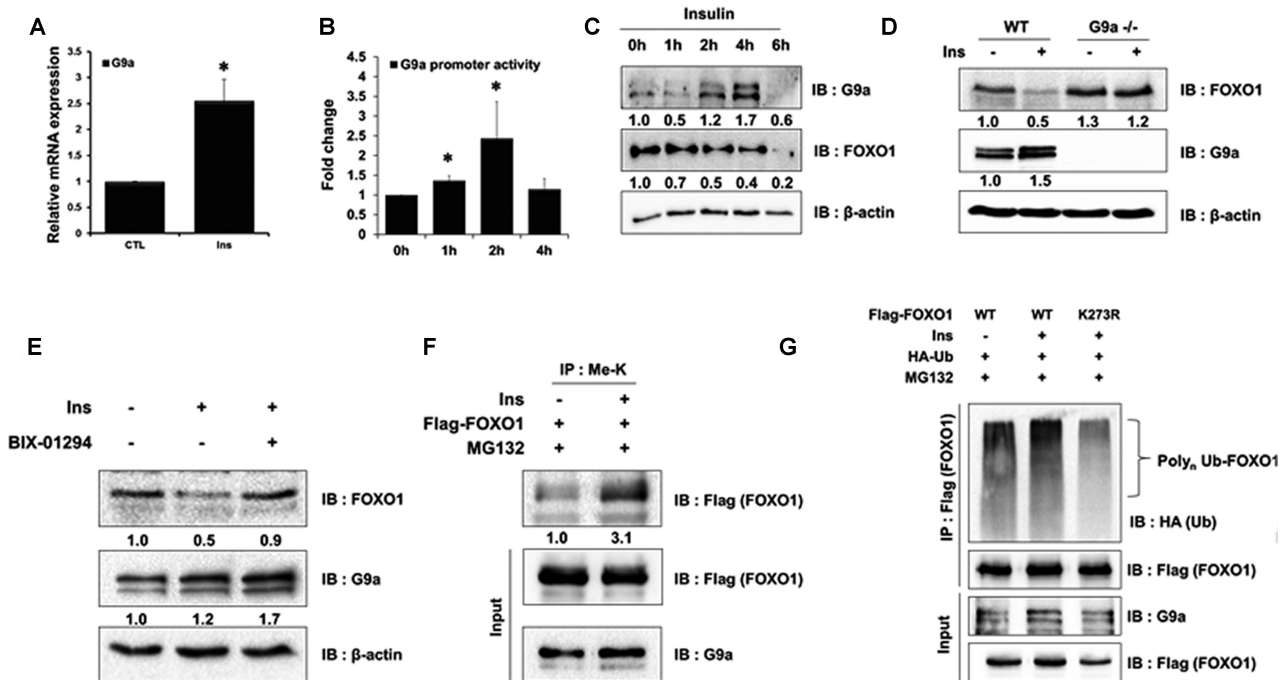 A
Relative mRNA expression
3.5
3
2.5
2
1.5
1
0.5
0
G9a
*
CTL
Ins
B
Fold change
4.5
4
3.5
3
2.5
2
1.5
1
0.5
0
G9a promoter activity
*
*
0h
1h
2h
4h
C
Insulin
0h 1h 2h 4h 6h
IB : G9a
1.0 0.5 1.2 1.7 0.6
IB : FOXO1
1.0 0.7 0.5 0.4 0.2
IB : β-actin
D
WT G9a -/-
Ins - + - +
IB : FOXO1
1.0 0.5 1.3 1.2
IB : G9a
1.0 1.5
IB : β-actin
E
Ins - + +
BIX-01294 - - +
IB : FOXO1
1.0 0.5 0.9
IB : G9a
1.0 1.2 1.7
IB : β-actin
F
IP : Me-K
Ins - +
Flag-FOXO1 + +
MG132 + +
IB : Flag (FOXO1)
1.0 3.1
Input
IB : Flag (FOXO1)
IB : G9a
G
Flag-FOXO1 WT WT K273R
Ins - + +
HA-Ub + + +
MG132 + + +
IP : Flag (FOXO1)
Polyn Ub-FOXO1
IB : HA (Ub)
IB : Flag (FOXO1)
Input
IB : G9a
IB : Flag (FOXO1)